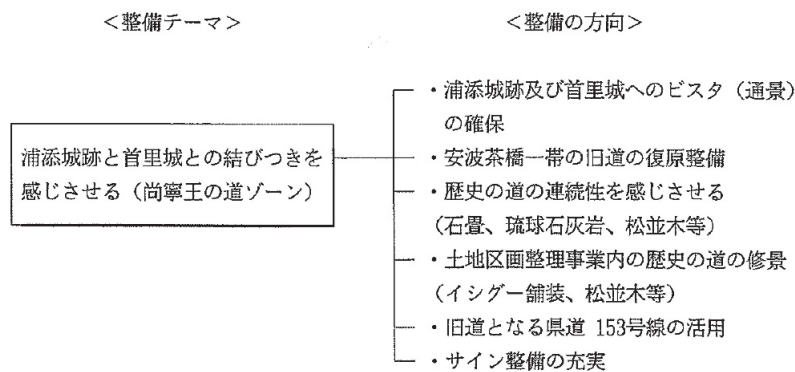 ＜整備テーマ＞
＜整備の方向＞
浦添城跡と首里城との結びつきを
感じさせる（尚寧王の道ゾーン）
・浦添城跡及び首里城へのビスタ（通景）
の確保
・安波茶橋一帯の旧道の復原整備
・歴史の道の連続性を感じさせる
（石畳、琉球石灰岩、松並木等）
・土地区画整理事業内の歴史の道の修景
（イシグー舗装、松並木等）
・旧道となる県道 153号線の活用
・サイン整備の充実